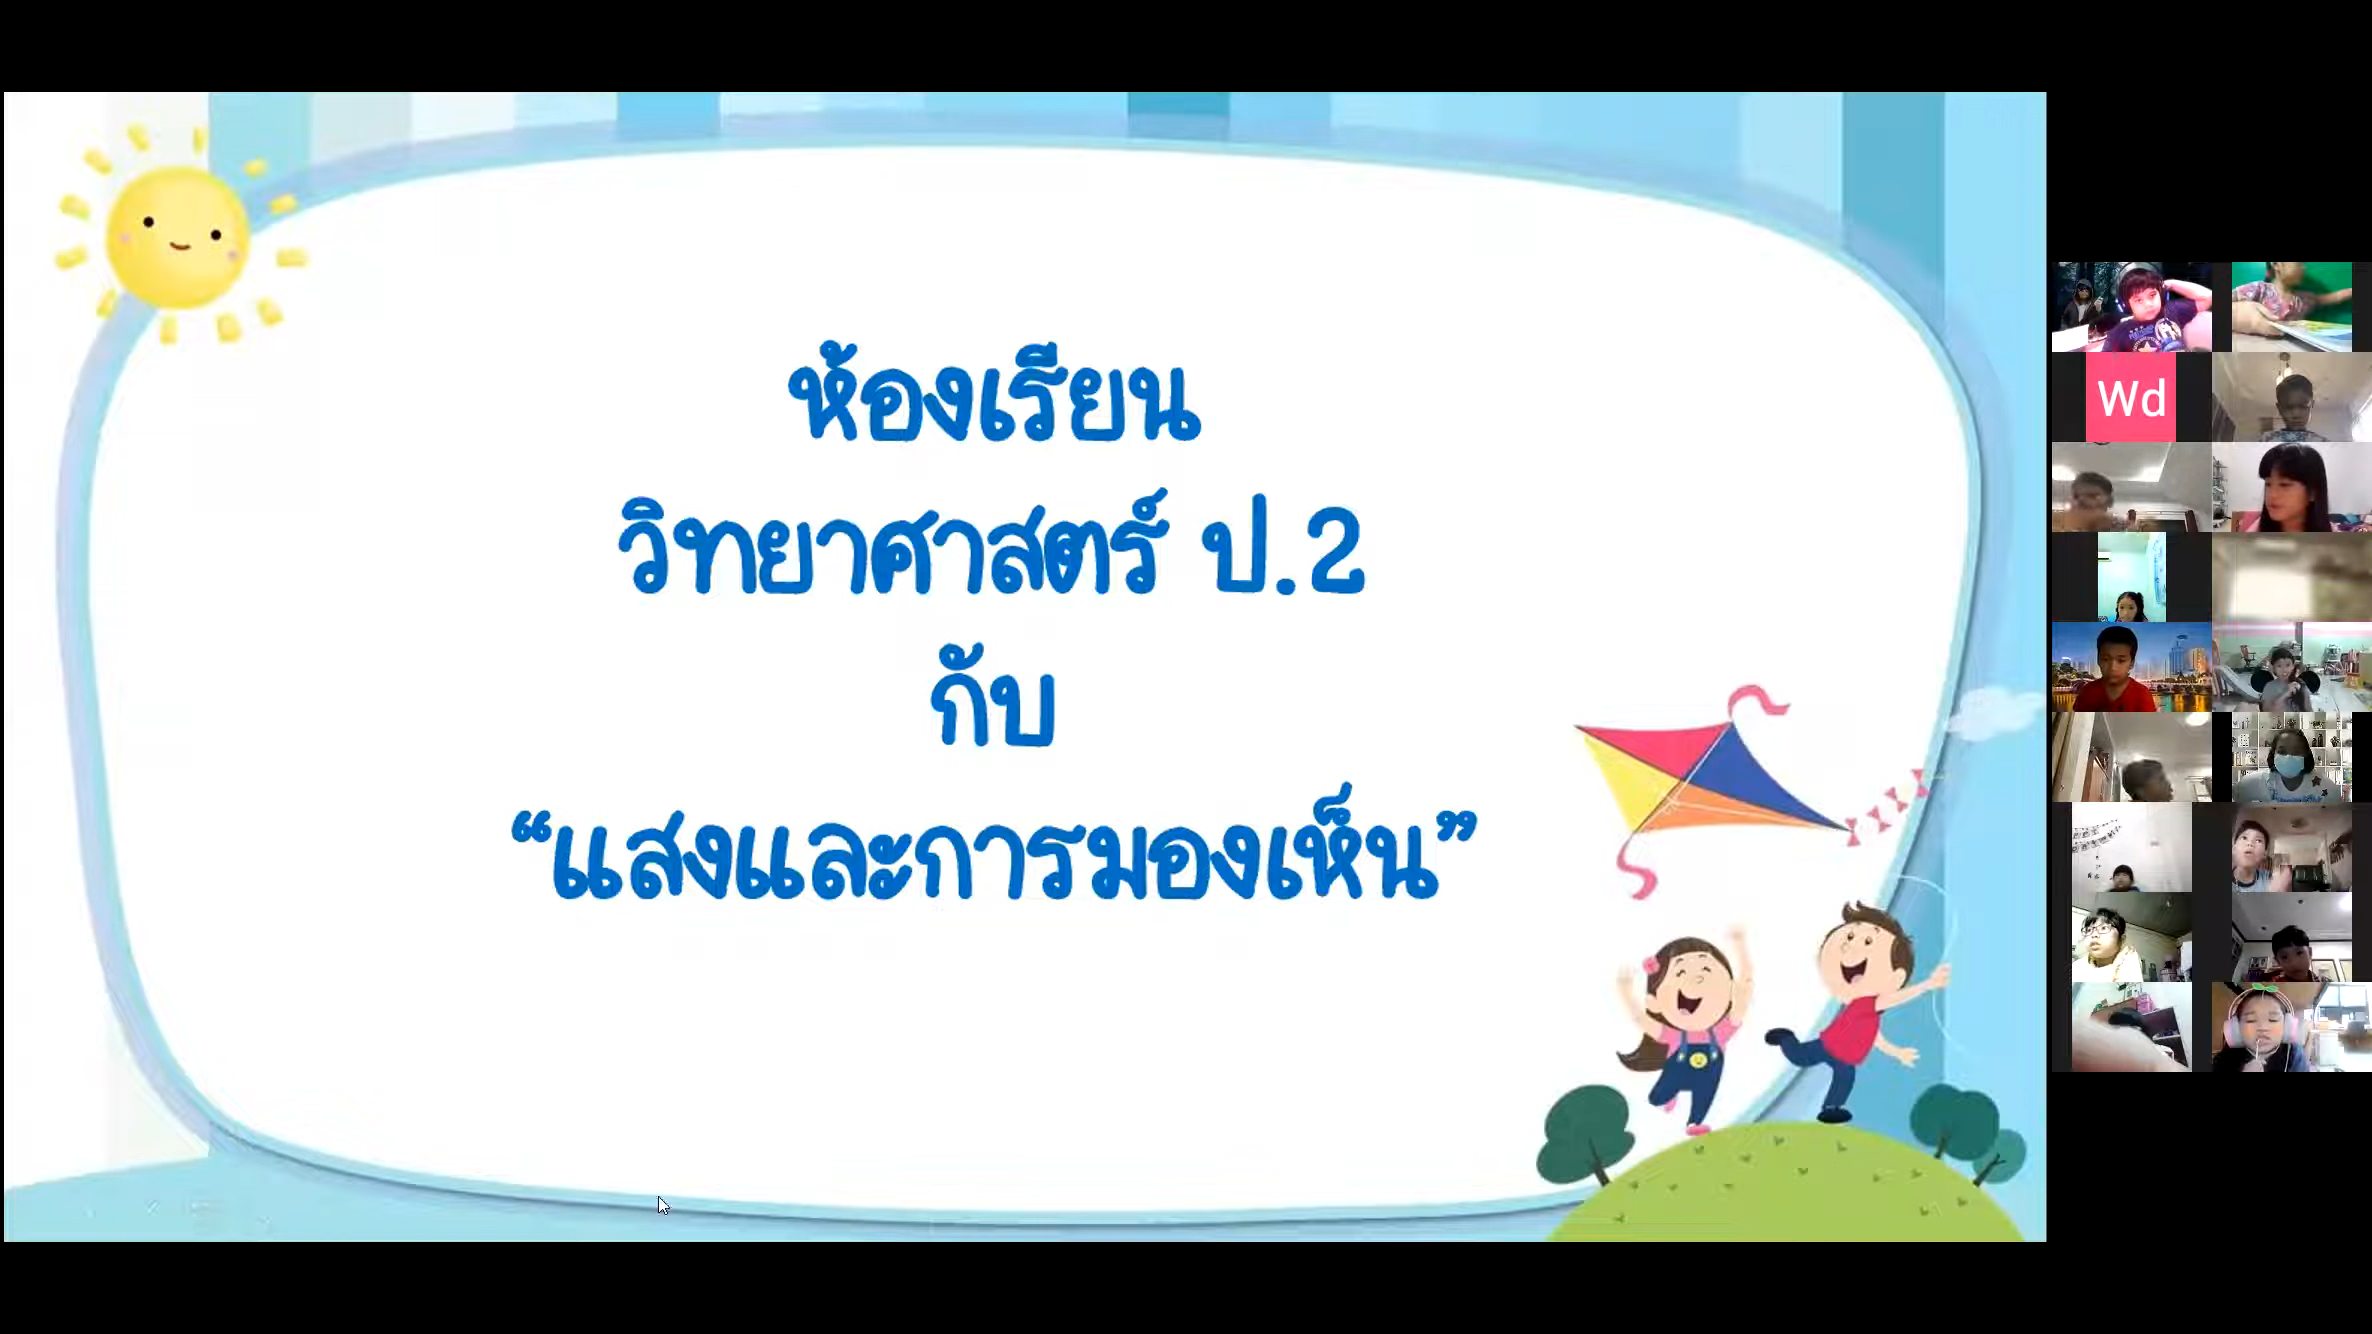 ห้องเรียน
วิทยาศาสตร์ ป.2
กับ
“แสงและการมองเห็น”
Wd